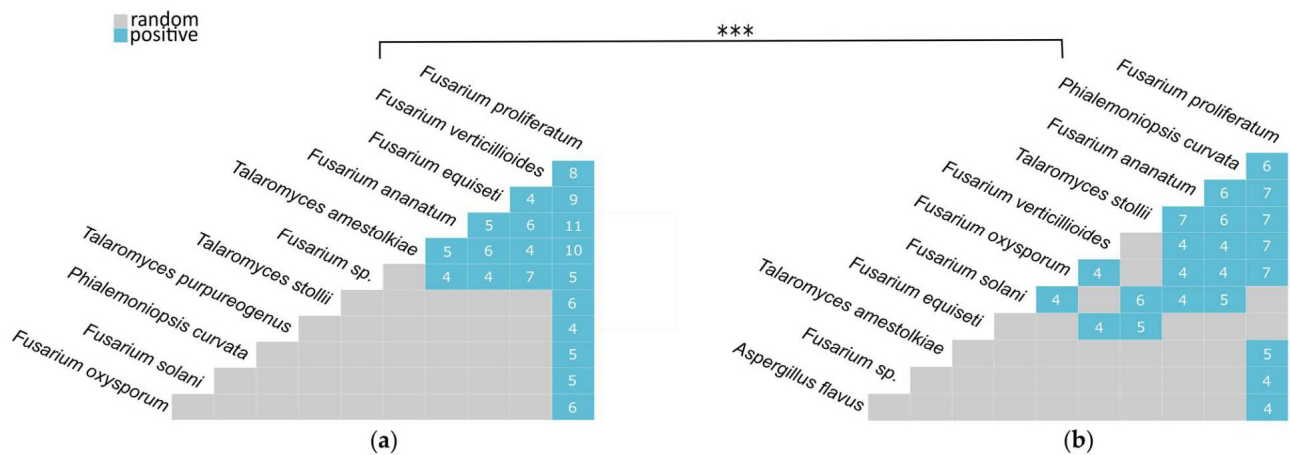 random
positive
***
Fusarium proliferatum
Fusarium verticillioides
8
Fusarium equiseti
4 9
Fusarium ananatum
5 6 11
Talaromyces amestolkiae
5 6 4 10
Fusarium sp.
4 4 7 5
Talaromyces stollii
6
Talaromyces purpureogenus
4
Phialemoniopsis curvata
5
Fusarium solani
5
Fusarium oxysporum
6
(a)
Fusarium proliferatum
Phialemoniopsis curvata
6
Fusarium ananatum
6 7
Talaromyces stollii
7 6 7
Fusarium verticillioides
4 4 7
Fusarium oxysporum
4 4 4 7
Fusarium solani
4 6 4 5
Fusarium equiseti
4 5
Talaromyces amestolkiae
5
Fusarium sp.
4
Aspergillus flavus
4
(b)